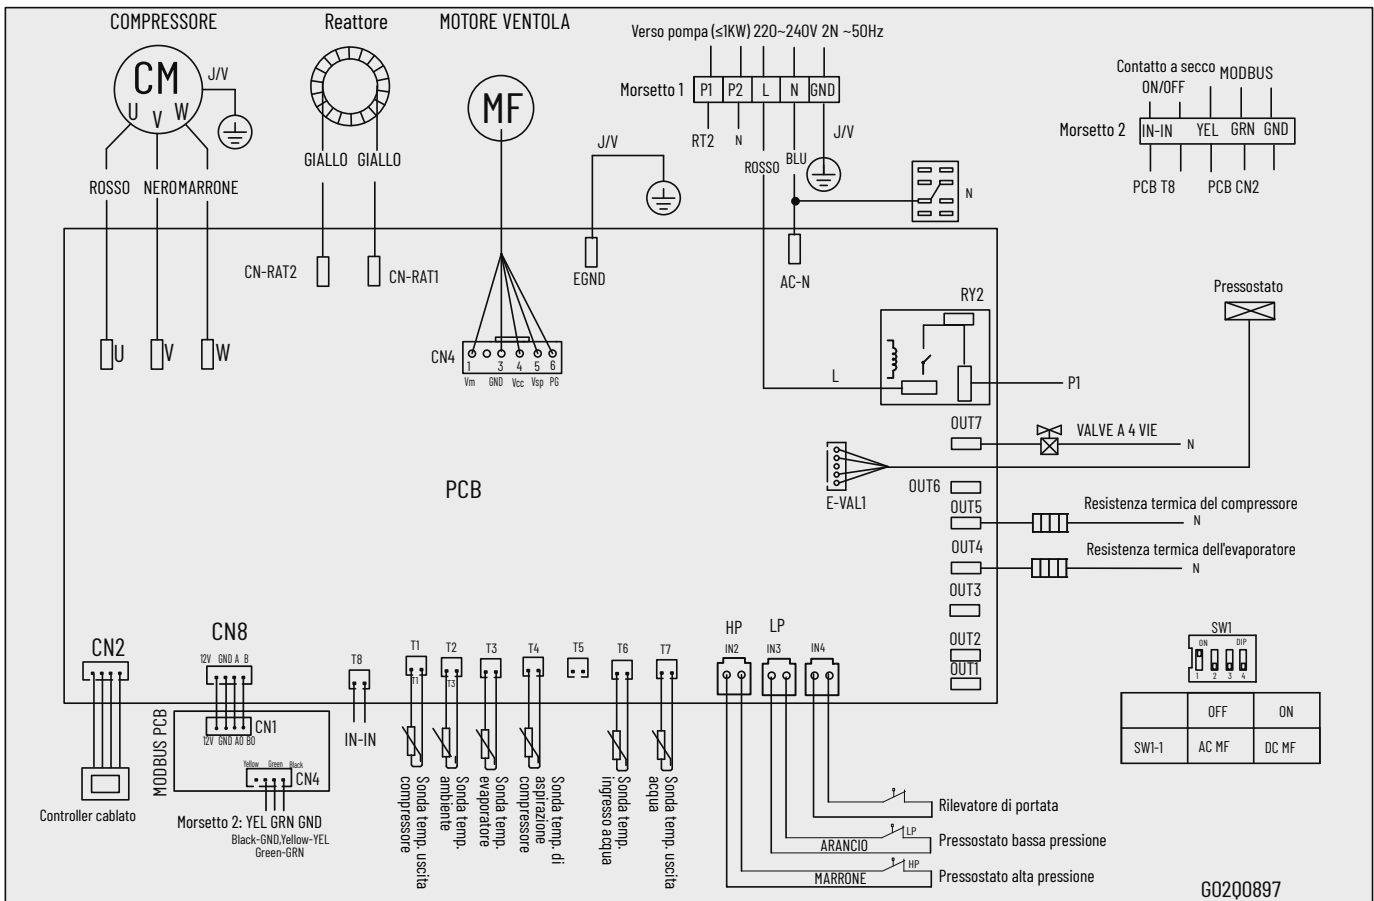 COMPRESSORE
Reattore
MOTORE VENTOLA
Verso pompa (≤1KW) 220~240V 2N ~50Hz
CM
U V W
J/V
MF
Morsetto 1
P1 P2 L N GND
RT2
N
ROSSO
BLU
J/V
Contatto a secco
ON/OFF
MODBUS
Morsetto 2
IN-IN YEL GRN GND
PCB T8
PCB CN2
GIALLO GIALLO
J/V
ROSSO NERO MARRONE
N
CN-RAT2
CN-RAT1
EGND
AC-N
U V W
CN4
1 3 4 5 6
Vm GND Vcc Vsp PG
RY2
L
P1
Pressostato
OUT7
VALVE A 4 VIE
N
PCB
E-VAL1
OUT6
OUT5
Resistenza termica del compressore
N
OUT4
Resistenza termica dell'evaporatore
N
OUT3
OUT2
OUT1
SW1
ON DIP
1 2 3 4
OFF ON
SW1-1 AC MF DC MF
CN2
CN8
12V GND A B
T8
T1
T1
T2
T3
T3
T4
T5
T6
T7
HP
IN2
LP
IN3
IN4
MODBUS PCB
CN1
12V GND A0 B0
Yellow Green Black
CN4
IN-IN
Controller cablato
Morsetto 2: YEL GRN GND
Black-GND,Yellow-YEL
Green-GRN
Sonda temp. uscita
compressore
Sonda temp.
ambiente
Sonda temp.
evaporatore
Sonda temp. di
aspirazione
compressore
Sonda temp.
ingresso acqua
Sonda temp. uscita
acqua
Rilevatore di portata
LP
ARANCIO
Pressostato bassa pressione
HP
MARRONE
Pressostato alta pressione
GO2Q0897